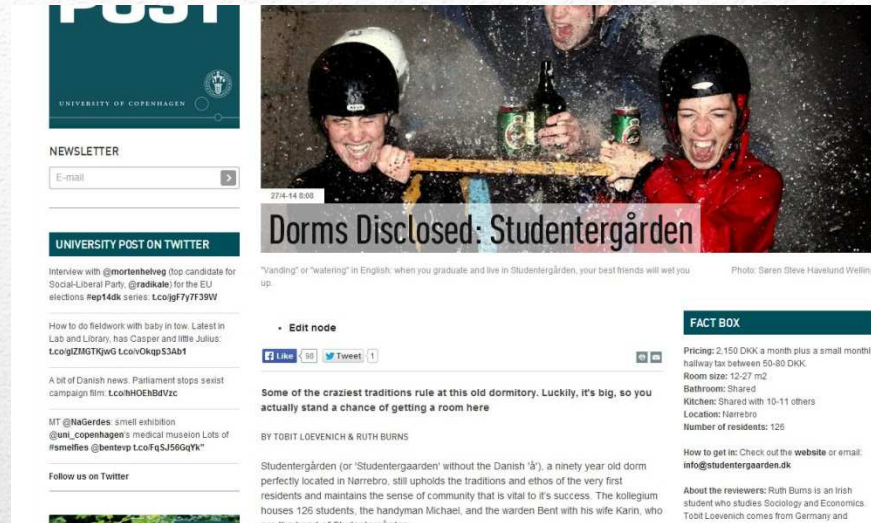 POST
UNIVERSITY OF COPENHAGEN
NEWSLETTER
E-mail
UNIVERSITY POST ON TWITTER
Interview with @mortenhelveg (top candidate for
Social-Liberal Party, @radikale) for the EU
elections #ep14dk series: t.co/jgF7y7F39W
How to do fieldwork with baby in tow. Latest in
Lab and Library, has Casper and little Julius:
t.co/gIZMGTKjwG t.co/vOkqpS3Ab1
A bit of Danish news. Parliament stops sexist
campaign film: t.co/hHOEhBdVzc
MT @NaGerdes: smell exhibition
@uni_copenhagen's medical museion Lots of
#smelfies @bentevp t.co/FqSJ56GqYk"
Follow us on Twitter
27/4-14 8:08
Dorms Disclosed: Studentergården
"Vanding" or "watering" in English: when you graduate and live in Studentergården, your best friends will wet you
up.
Photo: Søren Steve Havelund Welling
• Edit node
Like 98 Tweet 1
Some of the craziest traditions rule at this old dormitory. Luckily, it's big, so you
actually stand a chance of getting a room here
BY TOBIT LOEVENICH & RUTH BURNS
Studentergården (or 'Studentergaarden' without the Danish 'å'), a ninety year old dorm
perfectly located in Nørrebro, still upholds the traditions and ethos of the very first
residents and maintains the sense of community that is vital to it's success. The kollegium
houses 126 students, the handyman Michael, and the warden Bent with his wife Karin, who
FACT BOX
Pricing: 2,150 DKK a month plus a small monthl
hallway tax between 50-80 DKK.
Room size: 12-27 m2
Bathroom: Shared
Kitchen: Shared with 10-11 others
Location: Nørrebro
Number of residents: 126
How to get in: Check out the website or email:
info@studentergaarden.dk
About the reviewers: Ruth Burns is an Irish
student who studies Sociology and Economics.
Tobit Loevenich comes from Germany and